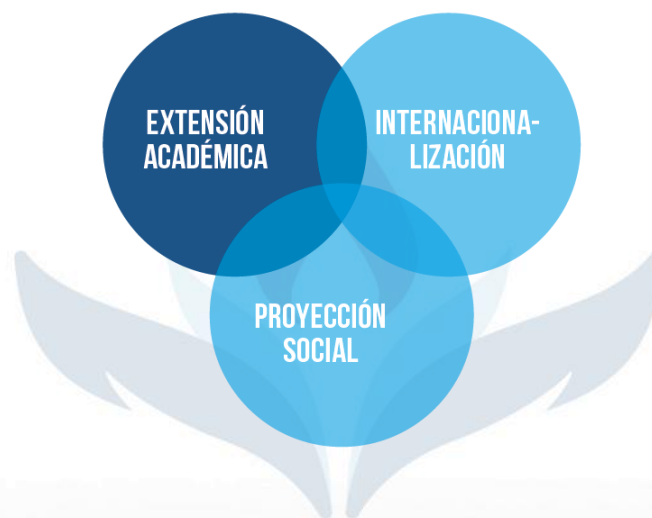 EXTENSIÓN
ACADÉMICA
INTERNACIONA-
LIZACIÓN
PROYECCIÓN
SOCIAL